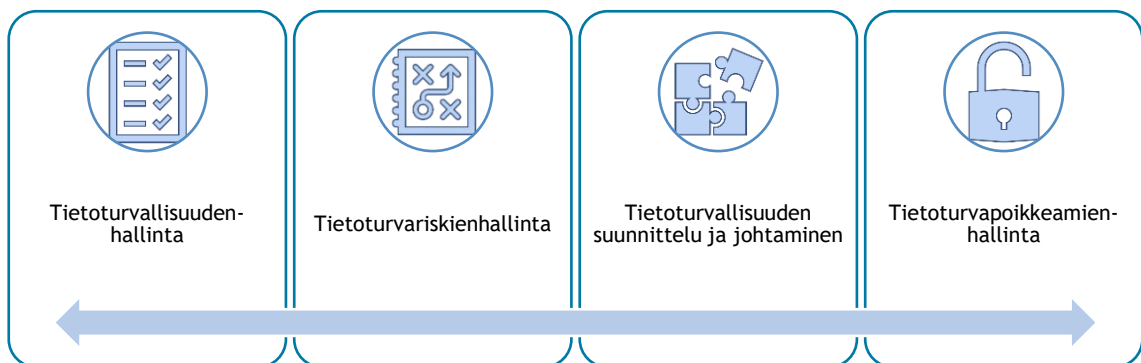 Tietoturvallisuuden-
hallinta
Tietoturvariskienhallinta
Tietoturvallisuuden
suunnittelu ja johtaminen
Tietoturvapoikkeamien-
hallinta